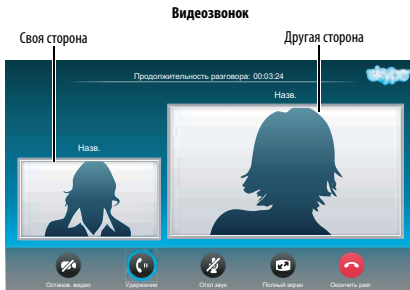 Видеозвонок
Своя сторона
Другая сторона
Продолжительность разговора: 00:03:24
skype
Назв.
Назв.
Останов. видео
Удержание
Откл звук
Полный экран
Окончить разг.